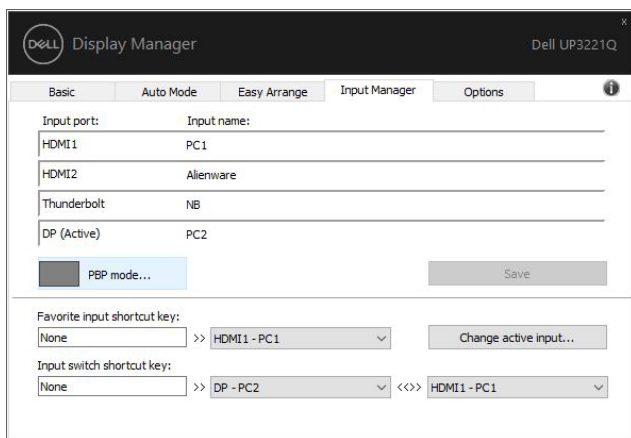 x
DELL Display Manager Dell UP3221Q
Basic Auto Mode Easy Arrange Input Manager Options i
Input port: Input name:
HDMI1 PC1
HDMI2 Alienware
Thunderbolt NB
DP (Active) PC2
PBP mode... Save
Favorite input shortcut key:
None >> HDMI1 - PC1 Change active input...
Input switch shortcut key:
None >> DP - PC2 <<>> HDMI1 - PC1